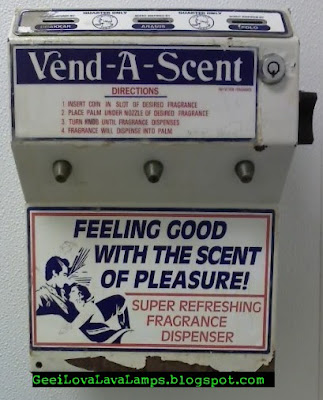 QUARTER ONLY QUARTER ONLY
DRAKKAR ARAMIS POLO
Vend-A-Scent
DIRECTIONS
1 INSERT COIN IN SLOT OF DESIRED FRAGRANCE
2 PLACE PALM UNDER NOZZLE OF DESIRED FRAGRANCE
3 TURN KNOB UNTIL FRAGRANCE DISPENSES
4 FRAGRANCE WILL DISPENSE INTO PALM
FEELING GOOD
WITH THE SCENT
OF PLEASURE!
SUPER REFRESHING
FRAGRANCE
DISPENSER
GeeiLovaLavaLamps.blogspot.com